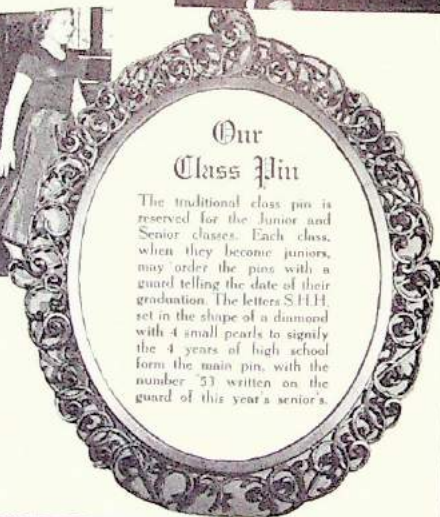 Our
Class Pin
The traditional class pin is
reserved for the Junior and
Senior classes. Each class,
when they become juniors,
may order the pins with a
guard telling the date of their
graduation. The letters S.H.H.
set in the shape of a diamond
with 4 small pearls to signify
the 4 years of high school
form the main pin, with the
number '53 written on the
guard of this year's senior's.